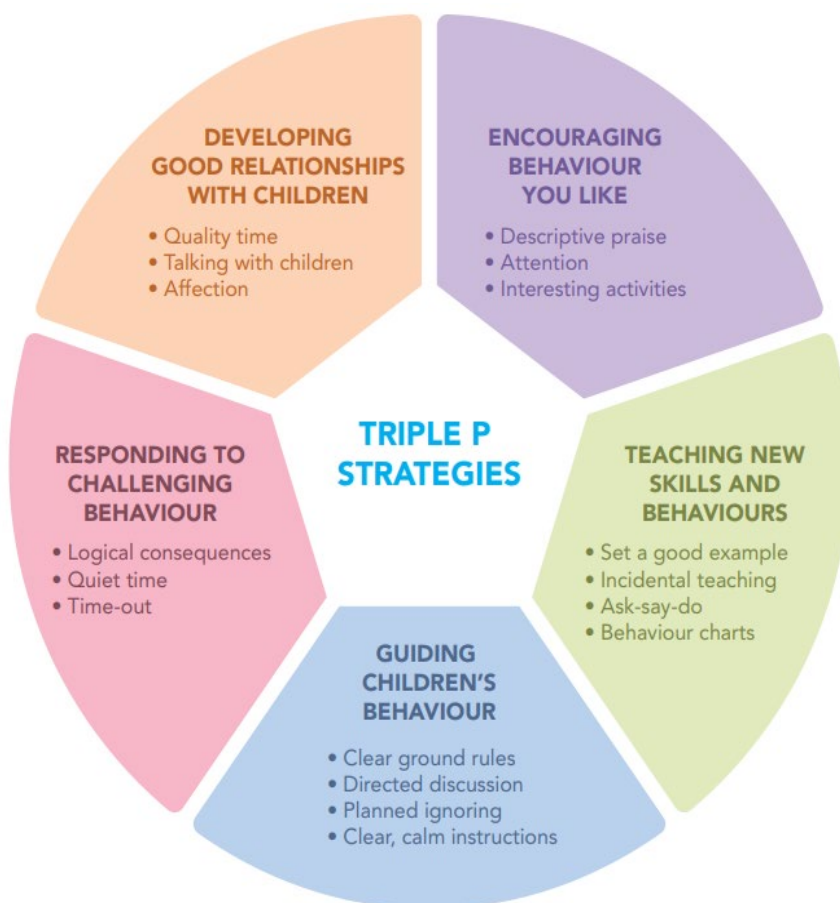 DEVELOPING
GOOD RELATIONSHIPS
WITH CHILDREN
• Quality time
• Talking with children
• Affection
ENCOURAGING
BEHAVIOUR
YOU LIKE
• Descriptive praise
• Attention
• Interesting activities
TRIPLE P
STRATEGIES
RESPONDING TO
CHALLENGING
BEHAVIOUR
• Logical consequences
• Quiet time
• Time-out
TEACHING NEW
SKILLS AND
BEHAVIOURS
• Set a good example
• Incidental teaching
• Ask-say-do
• Behaviour charts
GUIDING
CHILDREN'S
BEHAVIOUR
• Clear ground rules
• Directed discussion
• Planned ignoring
• Clear, calm instructions